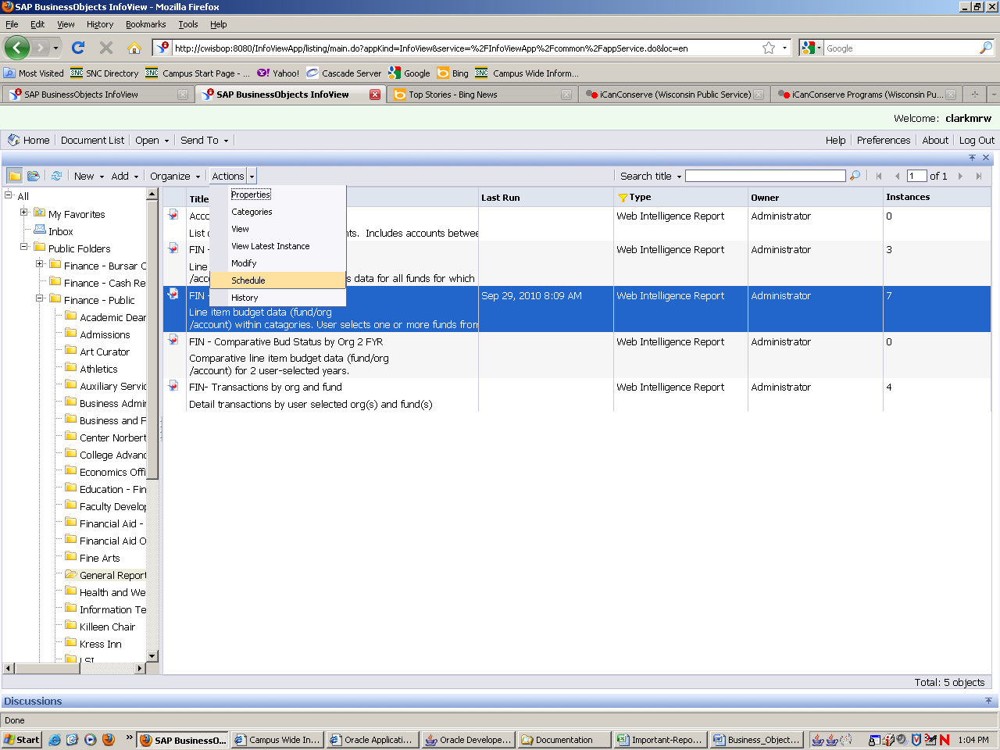 SAP BusinessObjects InfoView - Mozilla Firefox
File Edit View History Bookmarks Tools Help
http://cwisbop:8080/InfoViewApp/listing/main.do?appKind=InfoView&service=%2FInfoViewApp%2Fcommon%2FappService.do&loc=en
Google
Most Visited SNC Directory Campus Start Page - ... Yahoo! Cascade Server Google Bing Campus Wide Inform...
SAP BusinessObjects InfoView SAP BusinessObjects InfoView Top Stories - Bing News iCanConserve (Wisconsin Public Service) iCanConserve Programs (Wisconsin Pu...
Welcome: clarkmrw
Home Document List Open Send To Help Preferences About Log Out
New Add Organize Actions Search title 1 of 1
All
My Favorites
Inbox
Public Folders
Finance - Bursar
Finance - Cash Re
Finance - Public
Academic Dear
Admissions
Art Curator
Athletics
Auxiliary Servic
Business Admir
Business and F
Center Norbert
College Advanc
Economics Offi
Education - Fin
Faculty Develop
Financial Aid -
Financial Aid O
Fine Arts
General Report
Health and We
Information Te
Killeen Chair
Kress Inn
LSI
Properties
Categories
View
View Latest Instance
Modify
Schedule
History
Title Last Run Type Owner Instances
Acco Web Intelligence Report Administrator 0
List nts. Includes accounts betwee
FIN - Web Intelligence Report Administrator 3
Line
/acco s data for all funds for which
FIN - Sep 29, 2010 8:09 AM Web Intelligence Report Administrator 7
Line item budget data (fund/org
/account) within catagories. User selects one or more funds from
FIN - Comparative Bud Status by Org 2 FYR Web Intelligence Report Administrator 0
Comparative line item budget data (fund/org
/account) for 2 user-selected years.
FIN- Transactions by org and fund Web Intelligence Report Administrator 4
Detail transactions by user selected org(s) and fund(s)
Total: 5 objects
Discussions
Done
Start SAP BusinessO... Campus Wide In... Oracle Applicatio... Oracle Develope... Documentation Important-Repo... Business_Object... 1:04 PM